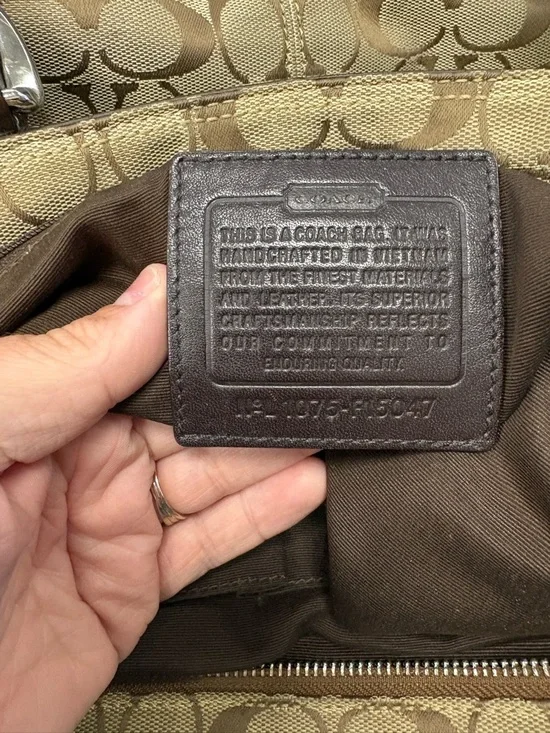 COACH
THIS IS A COACH BAG. IT WAS
HANDCRAFTED IN VIETNAM
FROM THE FINEST MATERIALS
AND LEATHER. ITS SUPERIOR
CRAFTSMANSHIP REFLECTS
OUR COMMITMENT TO
ENDURING QUALITY.
Nº L1075-F15047